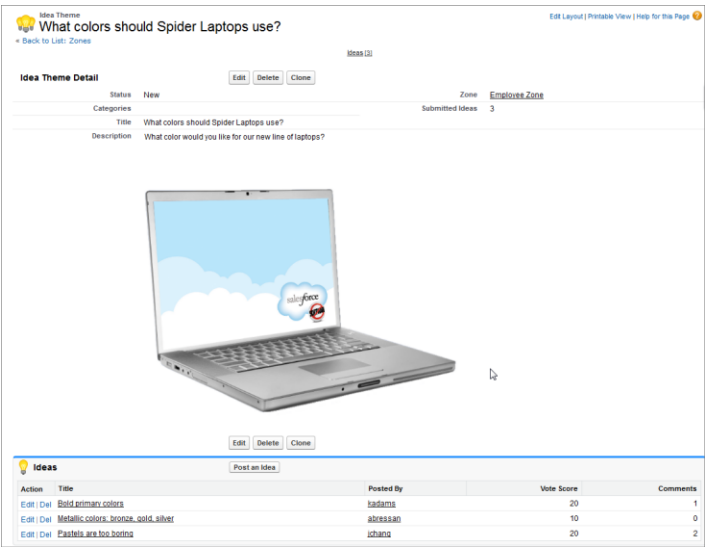 Idea Theme
What colors should Spider Laptops use?
Edit Layout | Printable View | Help for this Page
« Back to List: Zones
Ideas [3]
Idea Theme Detail
Edit Delete Clone
Status New Zone Employee Zone
Categories Submitted Ideas 3
Title What colors should Spider Laptops use?
Description What color would you like for our new line of laptops?
salesforce
Edit Delete Clone
Ideas Post an Idea
Action Title Posted By Vote Score Comments
Edit | Del Bold primary colors kadams 20 1
Edit | Del Metallic colors: bronze, gold, silver abressan 10 0
Edit | Del Pastels are too boring jchang 20 2